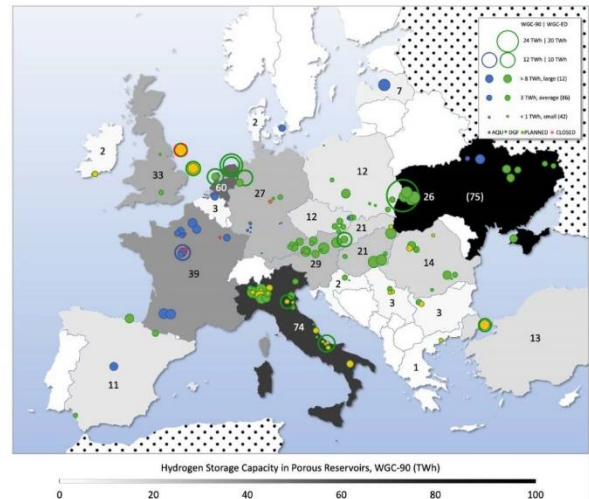 WGC-90 | WGC-ED
24 TWh | 20 TWh
12 TWh | 10 TWh
> 8 TWh, large (12)
3 TWh, average (86)
< 1 TWh, small (42)
AQU DGF PLANNED CLOSED
7
2
2
33
60
27
12
26
(75)
3
12
21
39
29
21
14
2
3
3
74
11
13
1
Hydrogen Storage Capacity in Porous Reservoirs, WGC-90 (TWh)
0 20 40 60 80 100